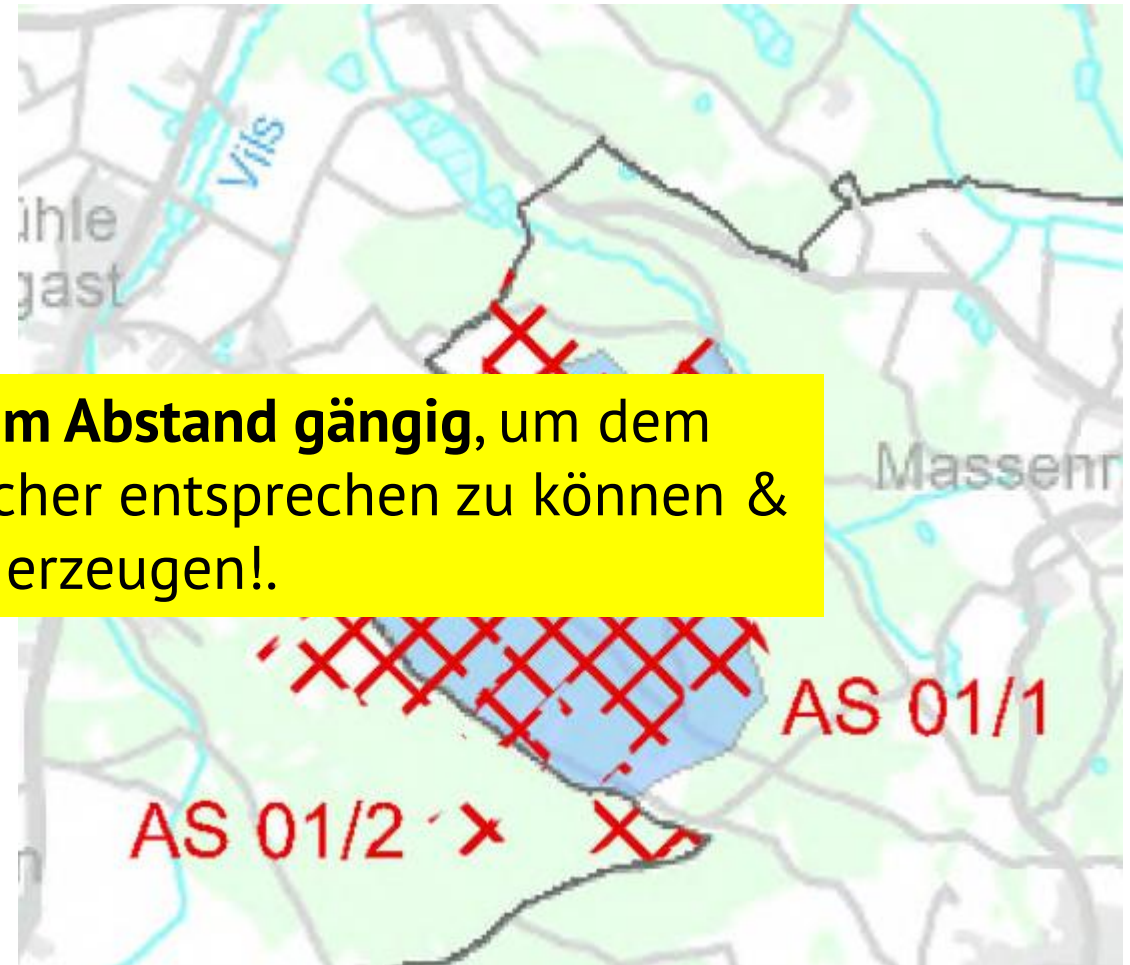 Vils
ühle
gast
m Abstand gängig, um dem
cher entsprechen zu können &
erzeugen!.
Massenr
AS 01/1
AS 01/2
n